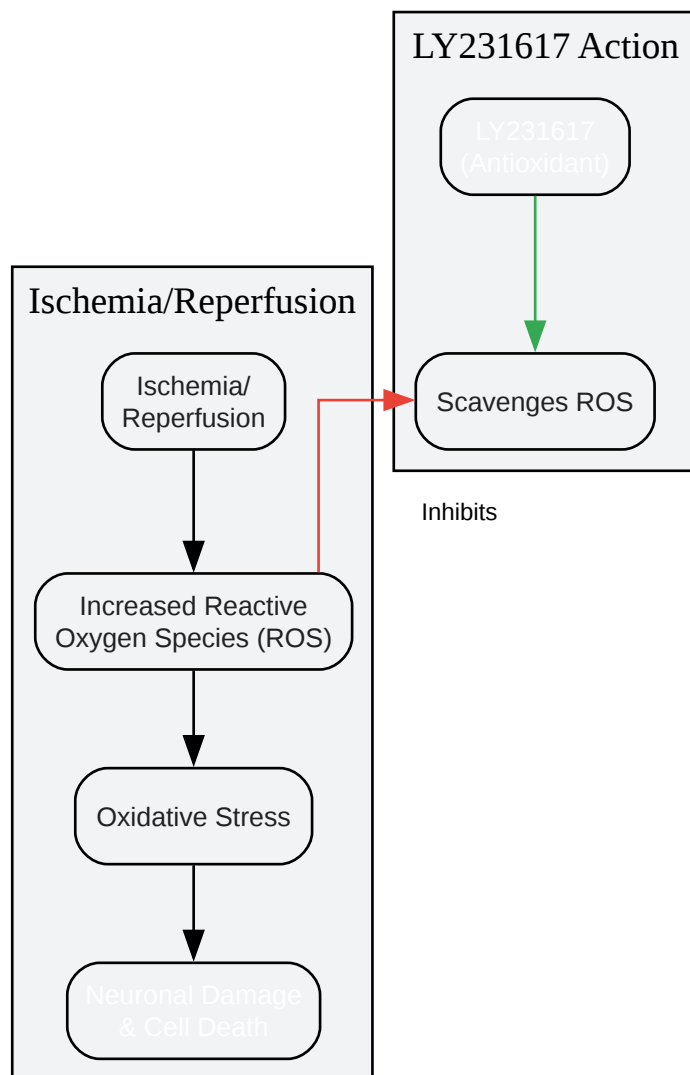 LY231617 Action
LY231617
(Antioxidant)
Scavenges ROS
Inhibits
Ischemia/Reperfusion
Ischemia/
Reperfusion
Increased Reactive
Oxygen Species (ROS)
Oxidative Stress
Neuronal Damage
& Cell Death